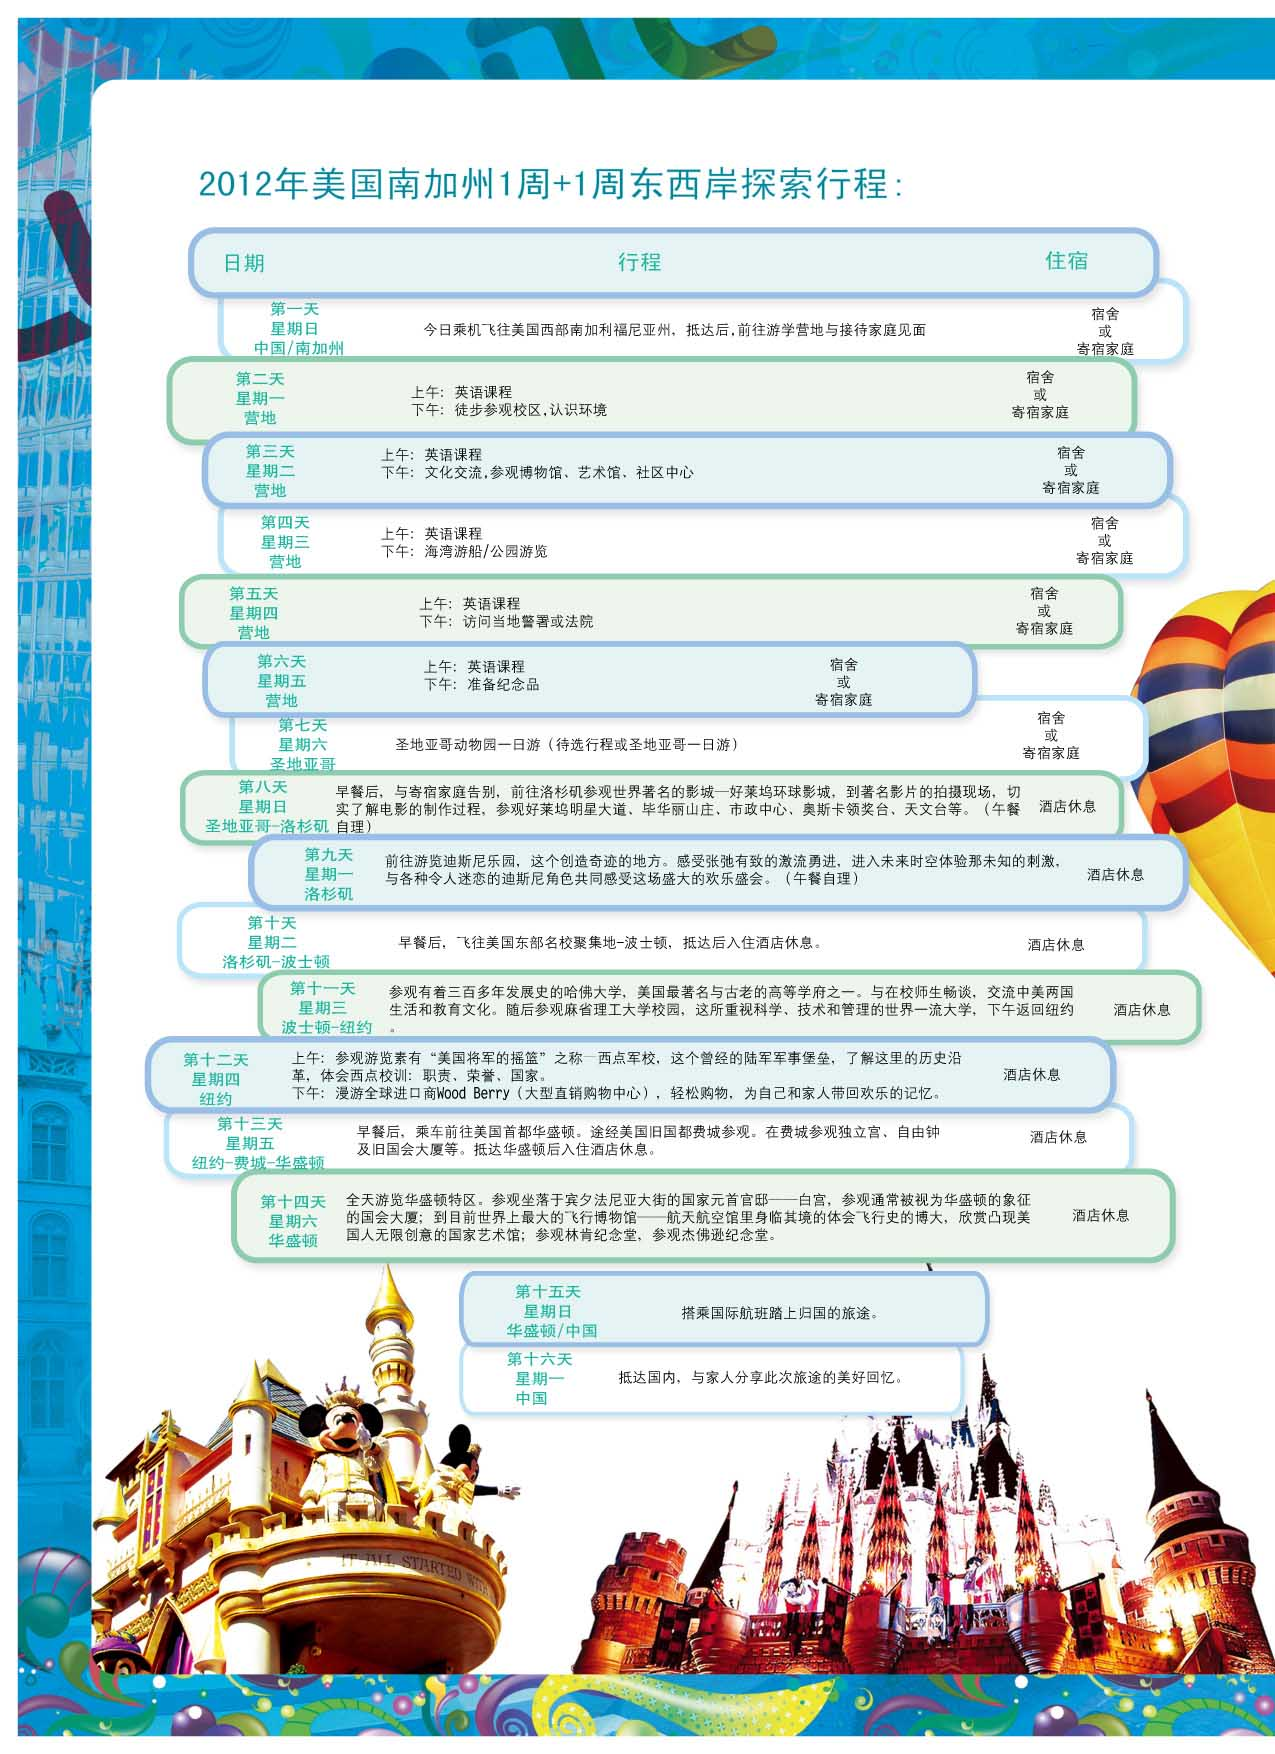 2012年美国南加州1周+1周东西岸探索行程：
日期
行程
住宿
第一天
星期日
中国/南加州
今日乘机飞往美国西部南加利福尼亚州，抵达后,前往游学营地与接待家庭见面
宿舍
或
寄宿家庭
第二天
星期一
营地
上午：英语课程
下午：徒步参观校区,认识环境
宿舍
或
寄宿家庭
第三天
星期二
营地
上午：英语课程
下午：文化交流,参观博物馆、艺术馆、社区中心
宿舍
或
寄宿家庭
第四天
星期三
营地
上午：英语课程
下午：海湾游船/公园游览
宿舍
或
寄宿家庭
第五天
星期四
营地
上午：英语课程
下午：访问当地警署或法院
宿舍
或
寄宿家庭
第六天
星期五
营地
上午：英语课程
下午：准备纪念品
宿舍
或
寄宿家庭
第七天
星期六
圣地亚哥
圣地亚哥动物园一日游（待选行程或圣地亚哥一日游）
宿舍
或
寄宿家庭
第八天
星期日
圣地亚哥-洛杉矶
早餐后，与寄宿家庭告别，前往洛杉矶参观世界著名的影城—好莱坞环球影城，到著名影片的拍摄现场，切
实了解电影的制作过程，参观好莱坞明星大道、毕华丽山庄、市政中心、奥斯卡领奖台、天文台等。（午餐
自理）
酒店休息
第九天
星期一
洛杉矶
前往游览迪斯尼乐园，这个创造奇迹的地方。感受张弛有致的激流勇进，进入未来时空体验那未知的刺激，
与各种令人迷恋的迪斯尼角色共同感受这场盛大的欢乐盛会。（午餐自理）
酒店休息
第十天
星期二
洛杉矶-波士顿
早餐后，飞往美国东部名校聚集地-波士顿，抵达后入住酒店休息。
酒店休息
第十一天
星期三
波士顿-纽约
参观有着三百多年发展史的哈佛大学，美国最著名与古老的高等学府之一。与在校师生畅谈，交流中美两国
生活和教育文化。随后参观麻省理工大学校园，这所重视科学、技术和管理的世界一流大学，下午返回纽约
。
酒店休息
第十二天
星期四
纽约
上午：参观游览素有“美国将军的摇篮”之称—西点军校，这个曾经的陆军军事堡垒，了解这里的历史沿
革，体会西点校训：职责、荣誉、国家。
下午：漫游全球进口商Wood Berry（大型直销购物中心），轻松购物，为自己和家人带回欢乐的记忆。
酒店休息
第十三天
星期五
纽约-费城-华盛顿
早餐后，乘车前往美国首都华盛顿。途经美国旧国都费城参观。在费城参观独立宫、自由钟
及旧国会大厦等。抵达华盛顿后入住酒店休息。
酒店休息
第十四天
星期六
华盛顿
全天游览华盛顿特区。参观坐落于宾夕法尼亚大街的国家元首官邸——白宫，参观通常被视为华盛顿的象征
的国会大厦；到目前世界上最大的飞行博物馆——航天航空馆里身临其境的体会飞行史的博大，欣赏凸现美
国人无限创意的国家艺术馆；参观林肯纪念堂，参观杰佛逊纪念堂。
酒店休息
第十五天
星期日
华盛顿/中国
搭乘国际航班踏上归国的旅途。
第十六天
星期一
中国
抵达国内，与家人分享此次旅途的美好回忆。
IT ALL STARTED WITH